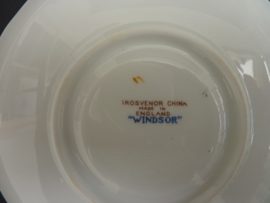 GROSVENOR CHINA
MADE IN
ENGLAND
"WINDSOR"